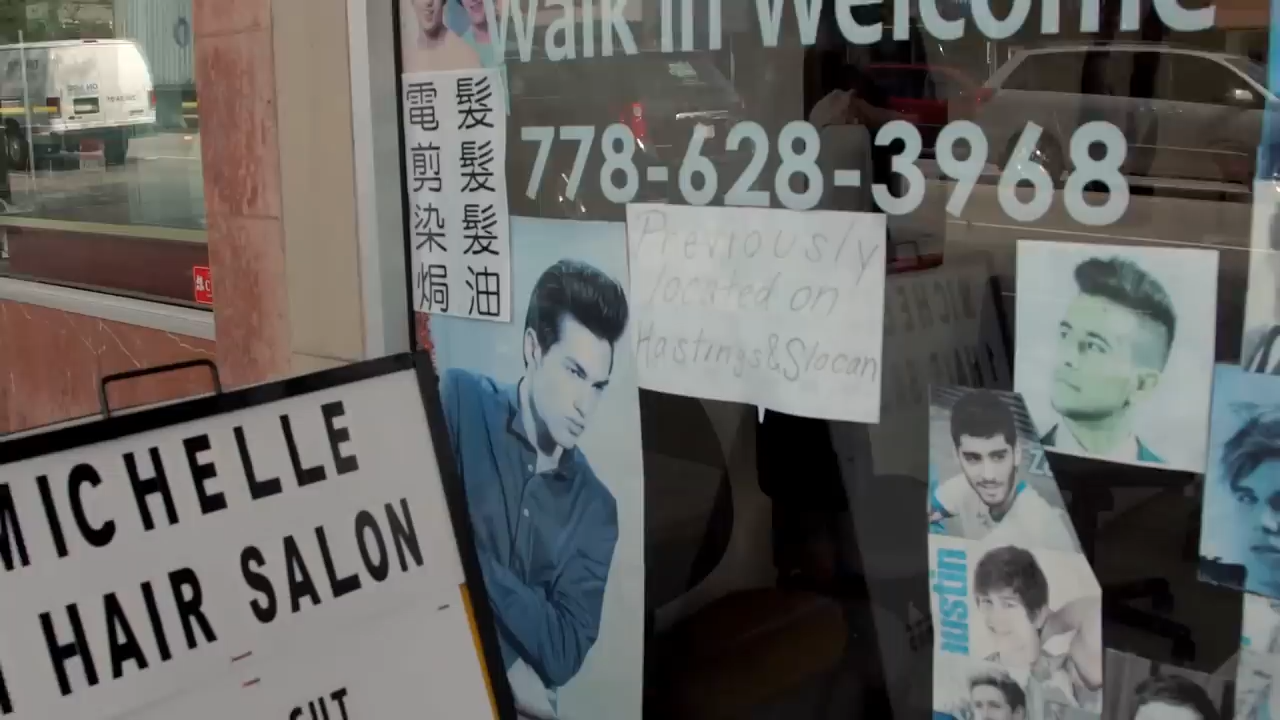 Walk in Welcome
778-628-3968
電髮
剪髮
染髮
焗油
Previously
located on
Hastings&Slocan
MICHELLE
HAIR SALON
CUT
Justin